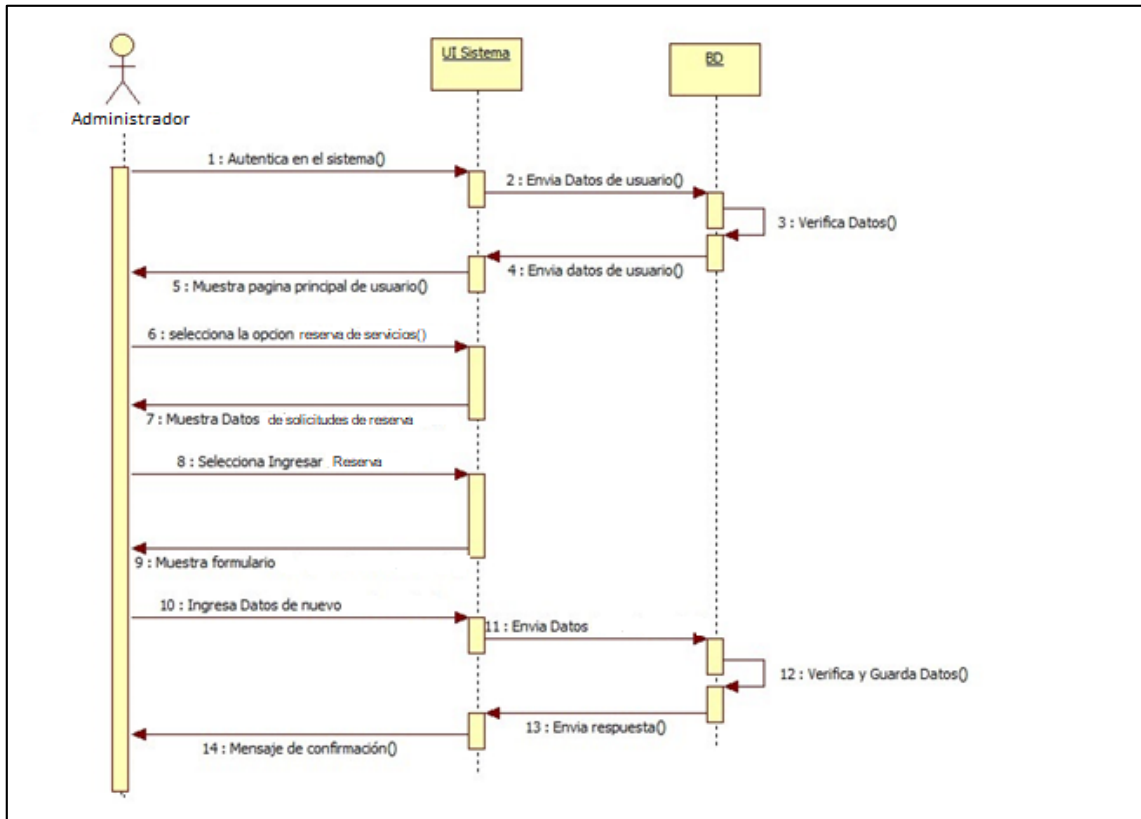 UI Sistema
BD
Administrador
1 : Autentica en el sistema()
2 : Envia Datos de usuario()
3 : Verifica Datos()
4 : Envia datos de usuario()
5 : Muestra pagina principal de usuario()
6 : selecciona la opcion reserva de servicios()
7 : Muestra Datos de solicitudes de reserva
8 : Selecciona Ingresar Reserva
9 : Muestra formulario
10 : Ingresa Datos de nuevo
11 : Envia Datos
12 : Verifica y Guarda Datos()
13 : Envia respuesta()
14 : Mensaje de confirmación()